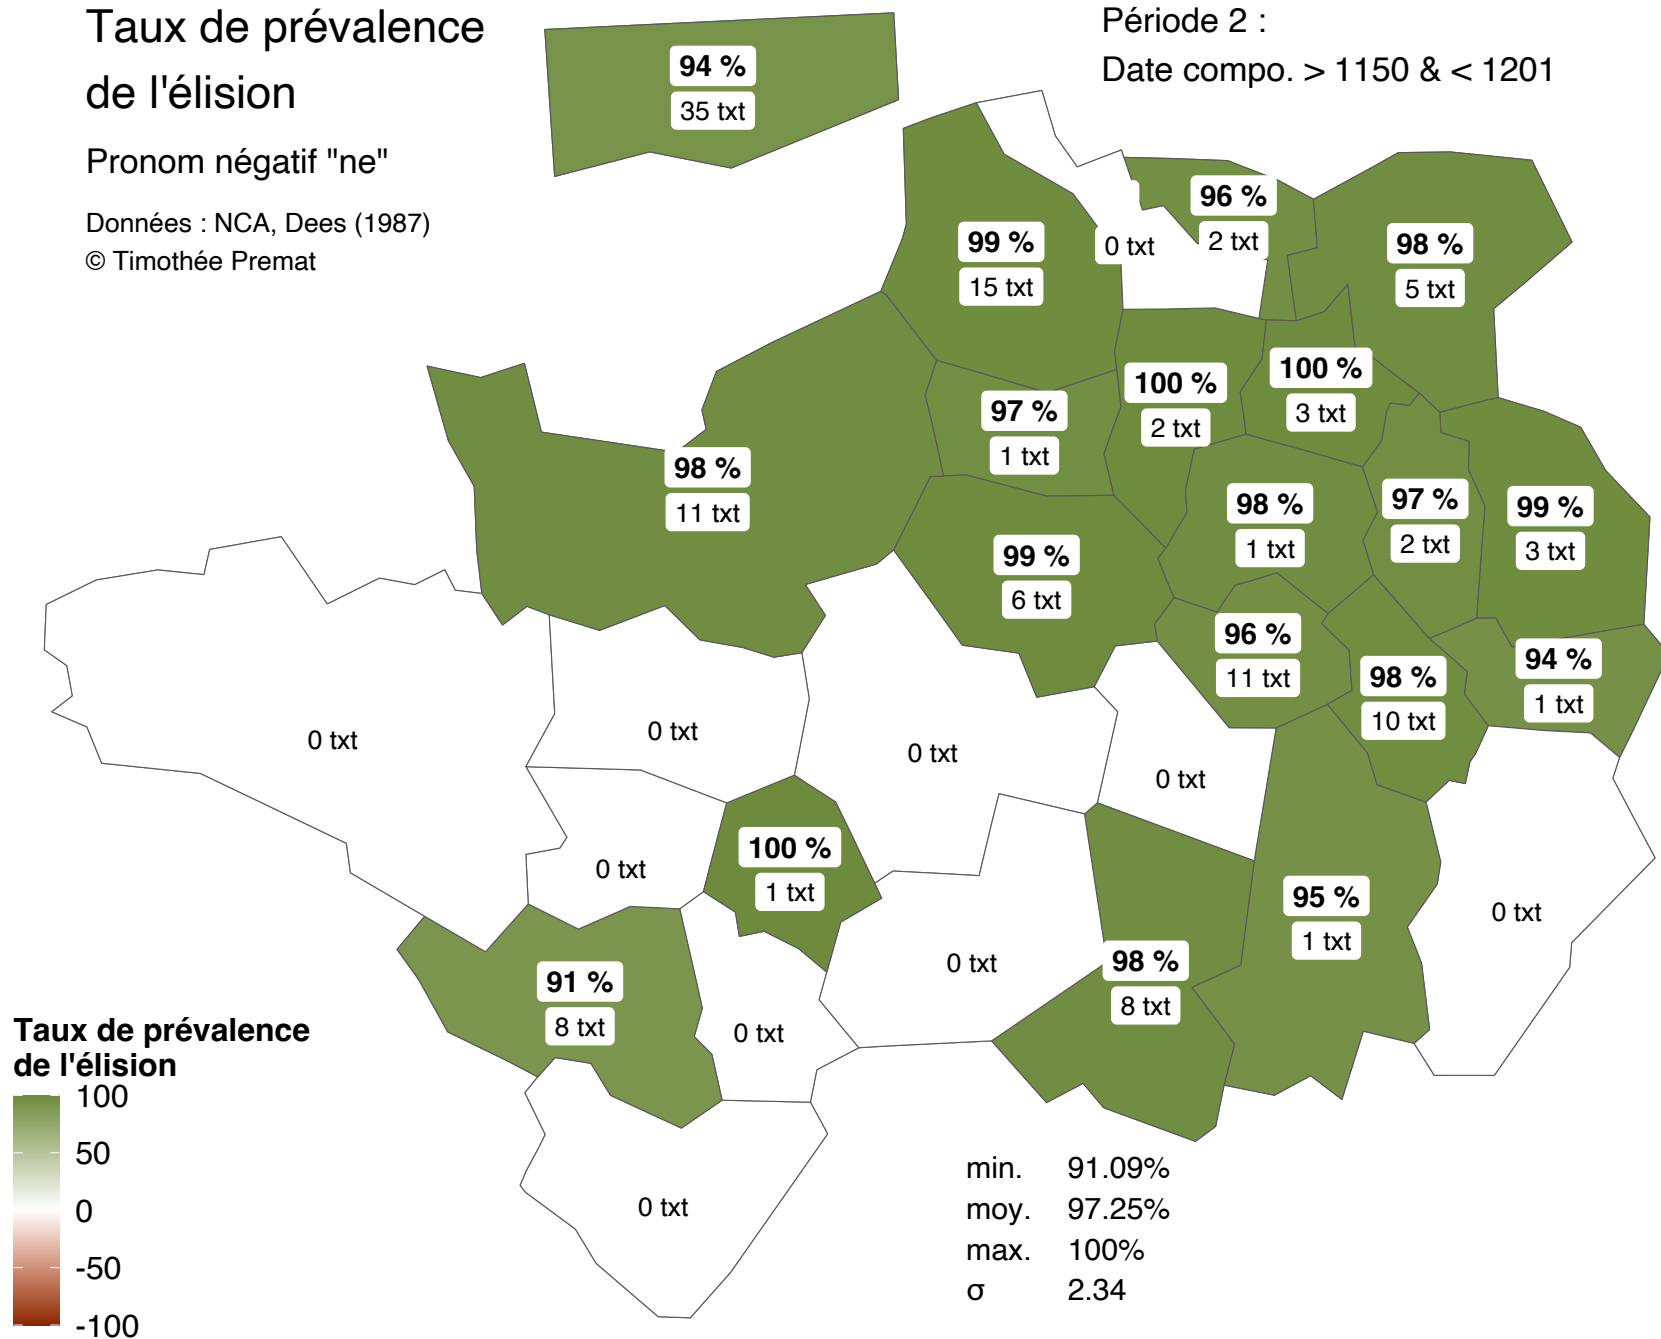 Taux de prévalence
de l'élision
Pronom négatif "ne"
Données : NCA, Dees (1987)
© Timothée Premat
Période 2 :
Date compo. > 1150 & < 1201
94 %
35 txt
96 %
2 txt
99 %
15 txt
0 txt
98 %
5 txt
100 %
3 txt
100 %
2 txt
97 %
1 txt
98 %
11 txt
98 %
1 txt
97 %
2 txt
99 %
3 txt
99 %
6 txt
96 %
11 txt
98 %
10 txt
94 %
1 txt
0 txt
0 txt
0 txt
0 txt
0 txt
100 %
1 txt
95 %
1 txt
0 txt
91 %
8 txt
0 txt
98 %
8 txt
0 txt
0 txt
Taux de prévalence
de l'élision
100
50
0
-50
-100
min. 91.09%
moy. 97.25%
max. 100%
σ 2.34